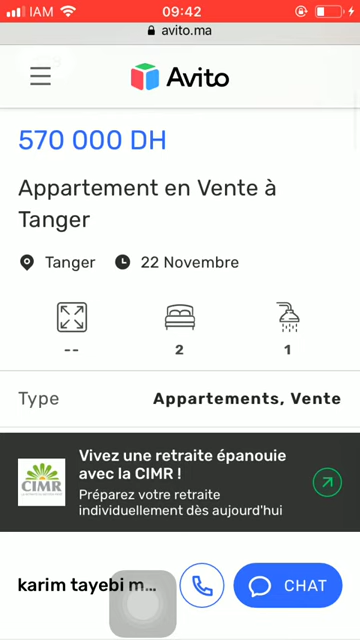 IAM 09:42
avito.ma
Avito
570 000 DH
Appartement en Vente à
Tanger
Tanger 22 Novembre
-- 2 1
Type Appartements, Vente
Vivez une retraite épanouie
avec la CIMR !
CIMR
Préparez votre retraite
individuellement dès aujourd'hui
karim tayebi m... CHAT